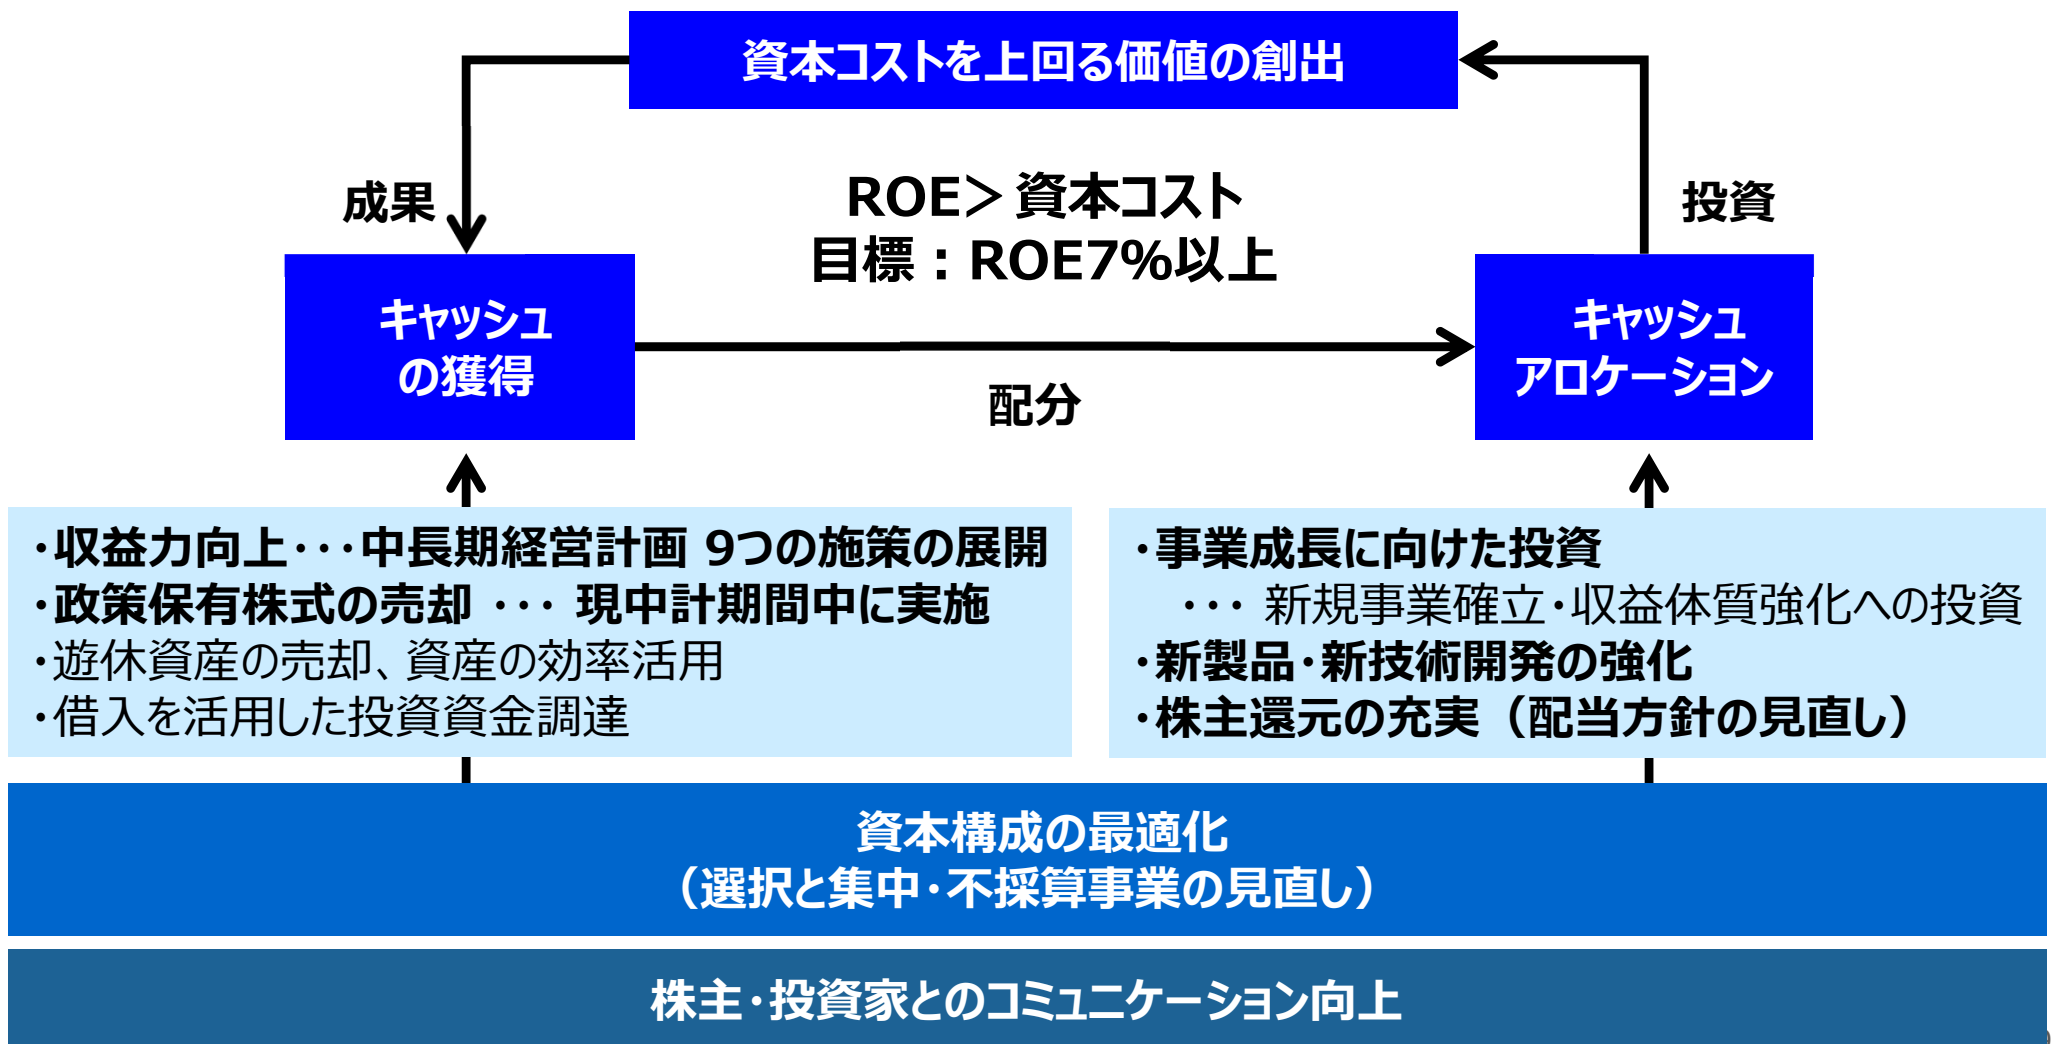 資本コストを上回る価値の創出
成果
ROE＞資本コスト
目標：ROE7%以上
投資
キャッシュ
の獲得
キャッシュ
アロケーション
配分
・収益力向上・・・中長期経営計画 9つの施策の展開
・政策保有株式の売却 ・・・ 現中計期間中に実施
・遊休資産の売却、資産の効率活用
・借入を活用した投資資金調達
・事業成長に向けた投資
・・・ 新規事業確立・収益体質強化への投資
・新製品・新技術開発の強化
・株主還元の充実（配当方針の見直し）
資本構成の最適化
（選択と集中・不採算事業の見直し）
株主・投資家とのコミュニケーション向上